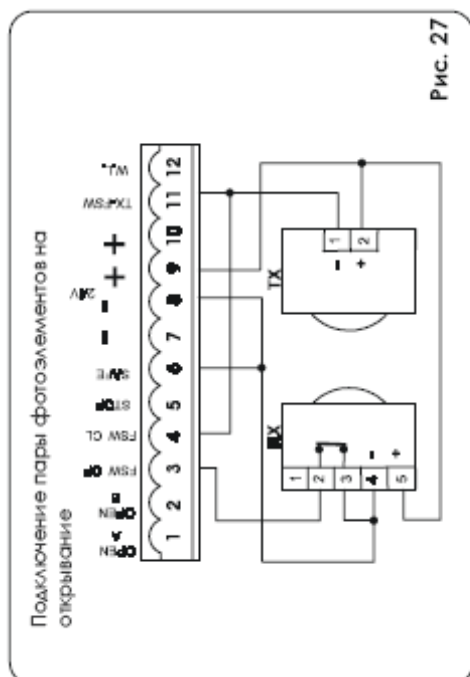 Подключение пары фотоэлементов на
открывание
OPEN A
OPEN B
FSW OP
FSW CL
STOP
SAFE
−
−
24V
+
+
TX-FSW
W.L.
1 2 3 4 5 6 7 8 9 10 11 12
RX
1
2
3
4 −
5 +
TX
1 −
2 +
Рис. 27